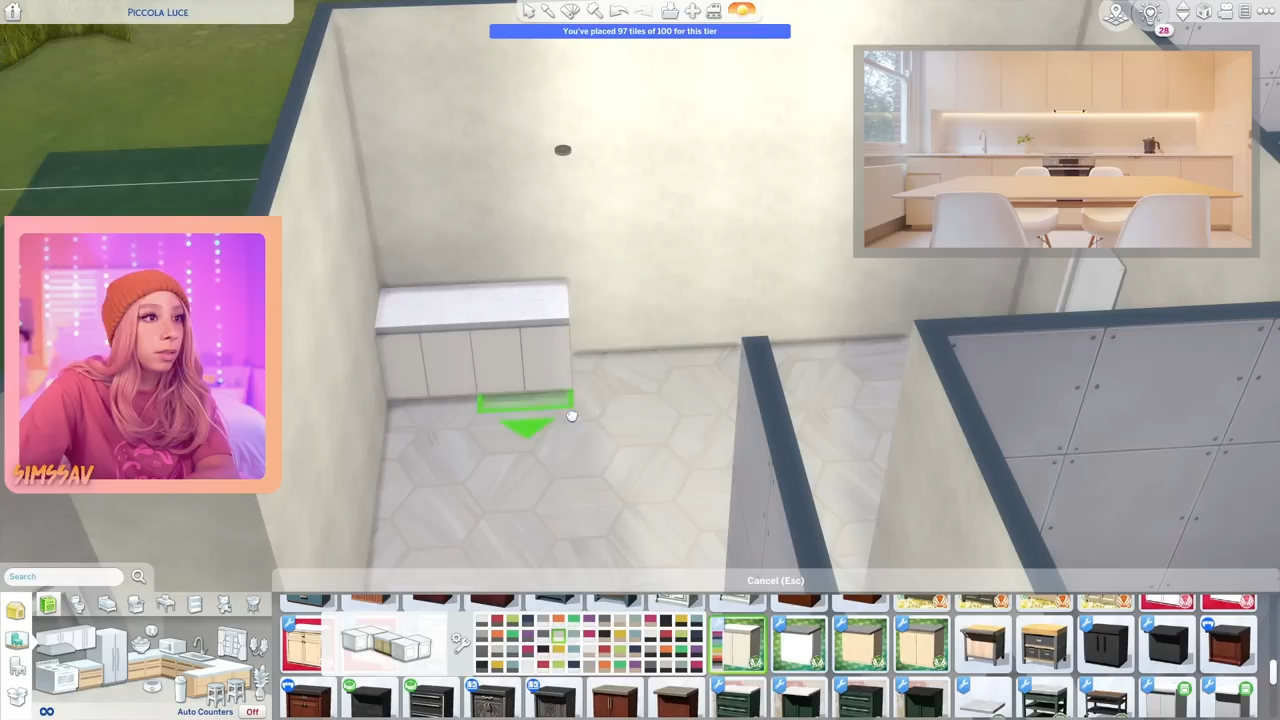 PICCOLA LUCE
You've placed 97 tiles of 100 for this tier
28
SIMSSAV
Search
Cancel (Esc)
Auto Counters
Off